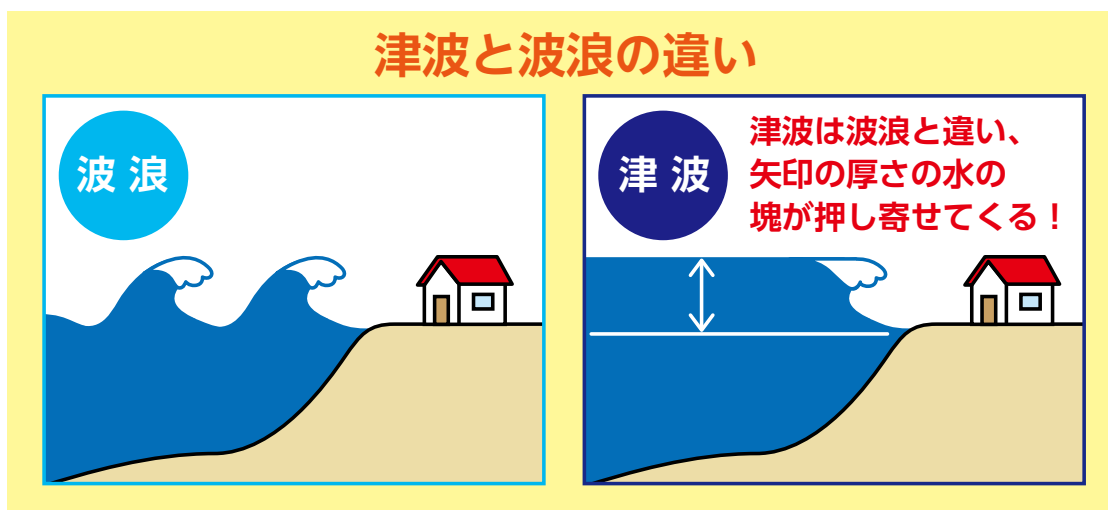 津波と波浪の違い
波浪
津波
津波は波浪と違い、
矢印の厚さの水の
塊が押し寄せてくる！